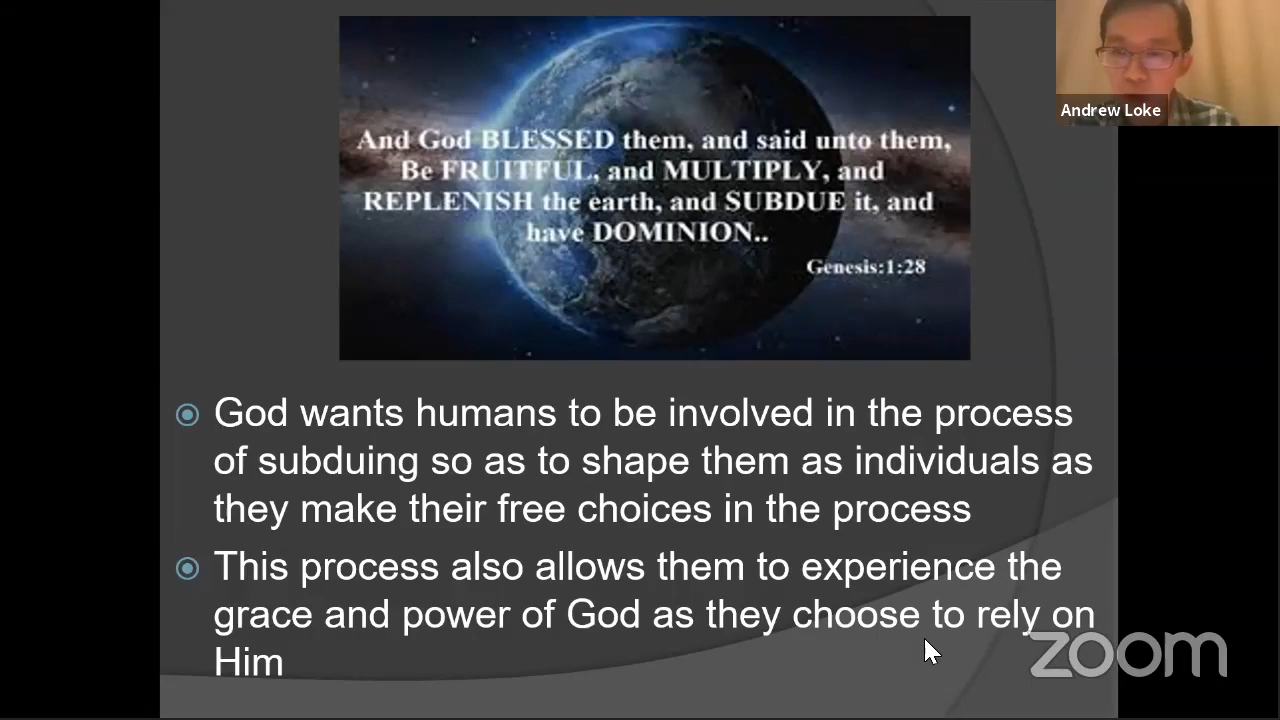 And God BLESSED them, and said unto them,
Be FRUITFUL, and MULTIPLY, and
REPLENISH the earth, and SUBDUE it, and
have DOMINION..
Genesis:1:28
Andrew Loke
God wants humans to be involved in the process
of subduing so as to shape them as individuals as
they make their free choices in the process
This process also allows them to experience the
grace and power of God as they choose to rely on
Him
zoom